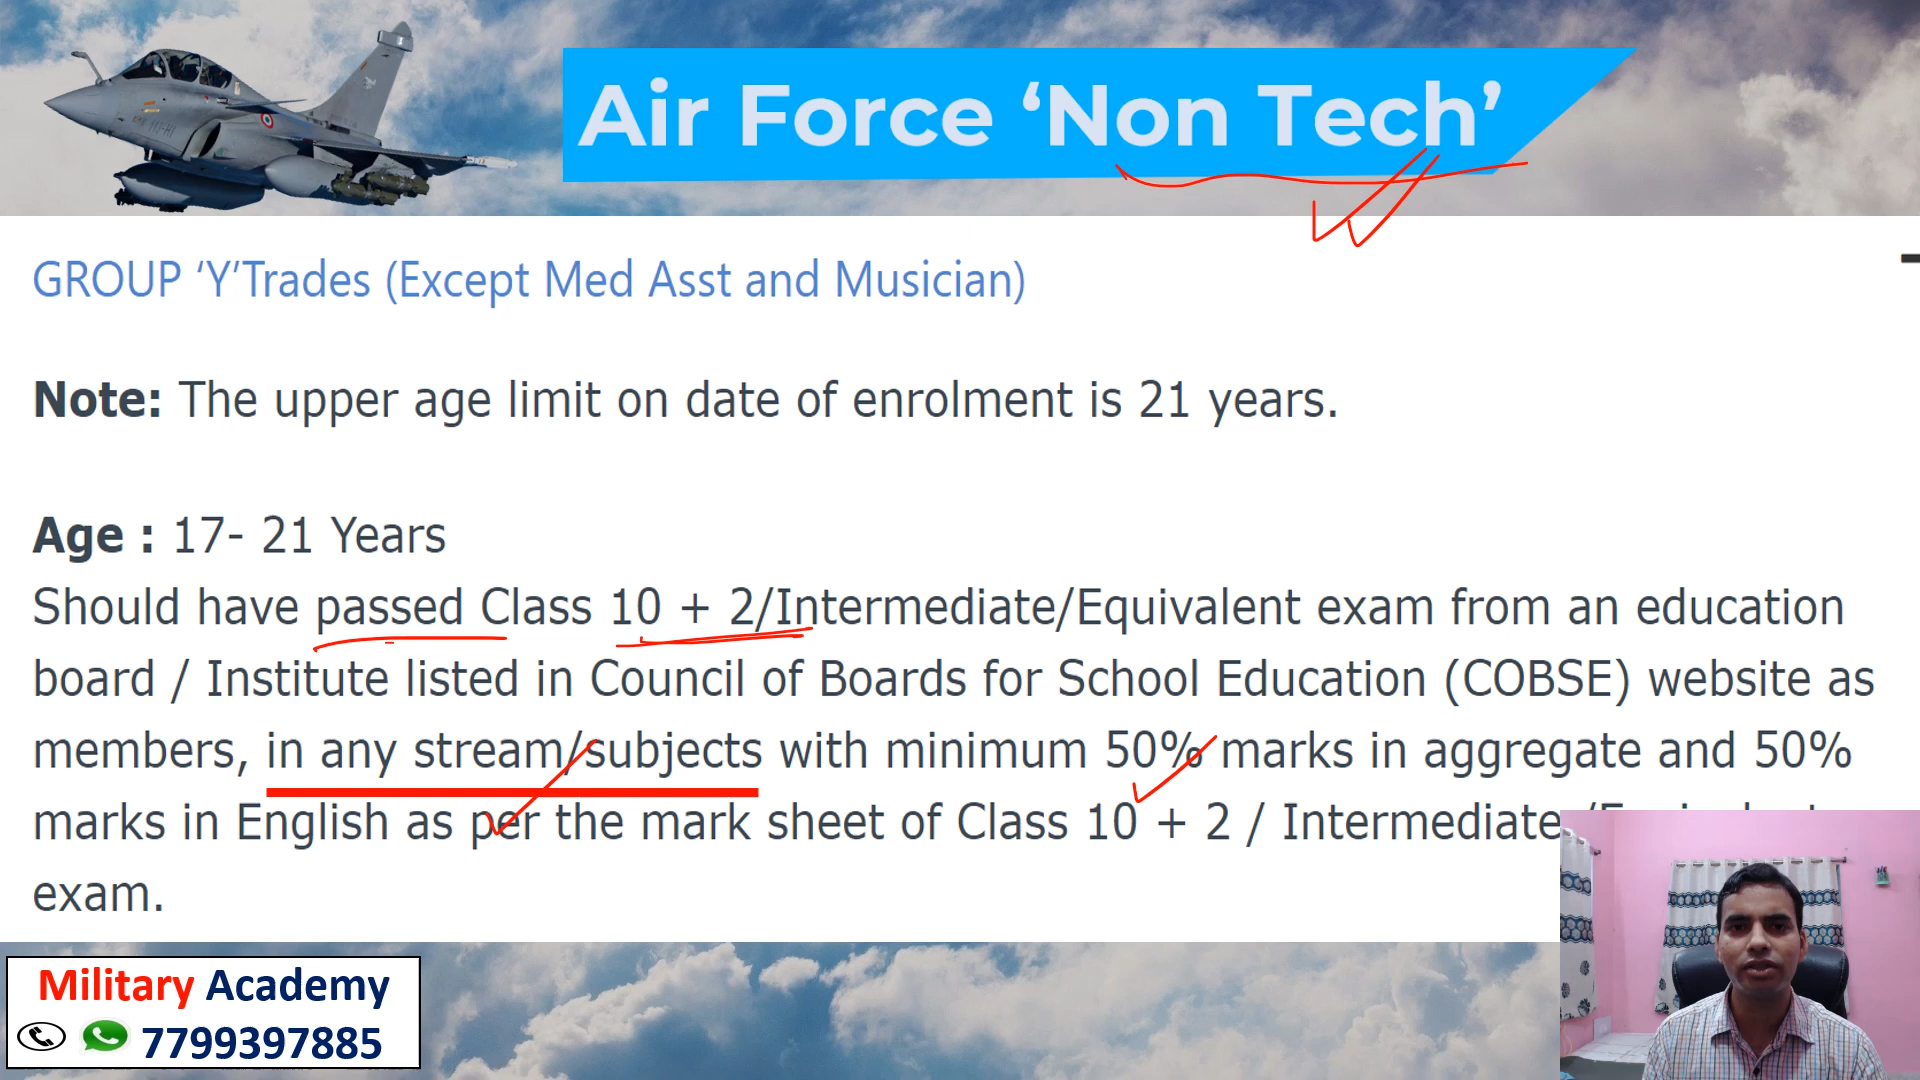 Air Force ‘Non Tech’
GROUP ‘Y’Trades (Except Med Asst and Musician)
Note: The upper age limit on date of enrolment is 21 years.
Age : 17- 21 Years
Should have passed Class 10 + 2/Intermediate/Equivalent exam from an education
board / Institute listed in Council of Boards for School Education (COBSE) website as
members, in any stream/subjects with minimum 50% marks in aggregate and 50%
marks in English as per the mark sheet of Class 10 + 2 / Intermediate
exam.
Military Academy
7799397885